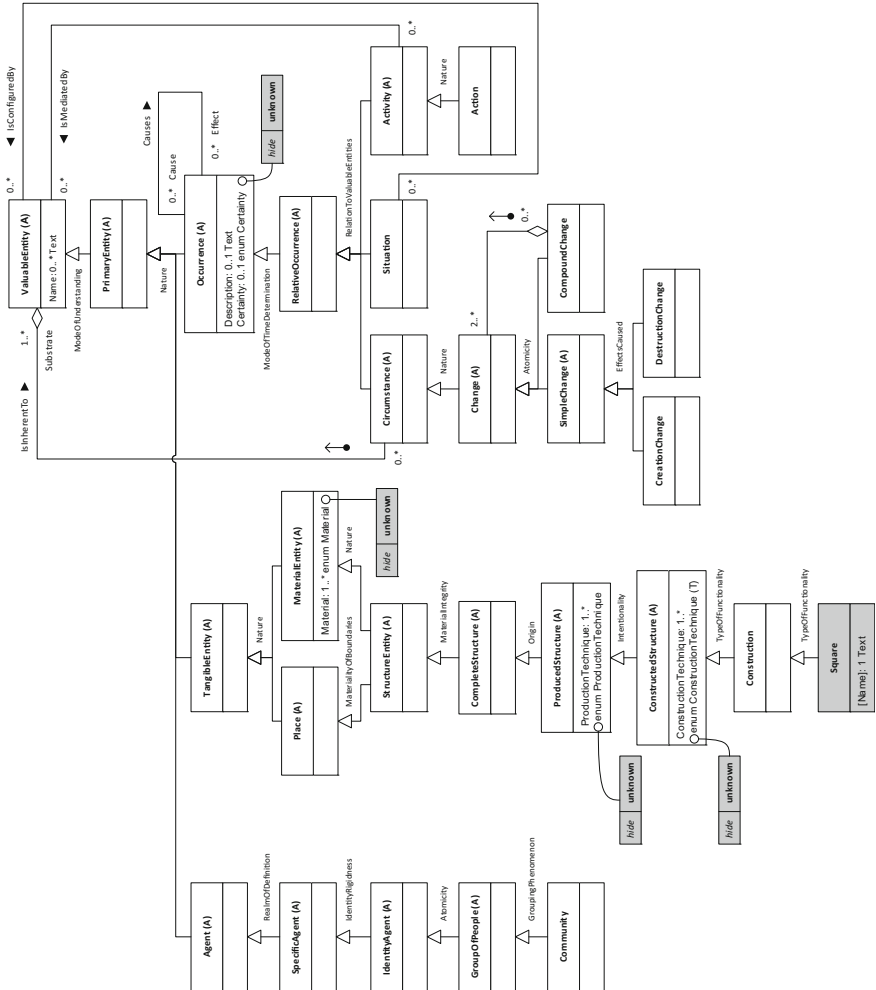 IsConfiguredBy
0..*
IsMediatedBy
0..*
0..*
ValuableEntity (A)
Name: 0..* Text
1..*
Substrate
IsInherentTo
ModeOfUnderstanding
PrimaryEntity (A)
Nature
Causes
0..* Cause
0..* Effect
Occurrence (A)
Description: 0..1 Text
Certainty: 0..1 enum Certainty
hide unknown
ModeOfTimeDetermination
RelativeOccurrence (A)
RelationToValuableEntities
Activity (A)
Nature
Action
0..*
Situation
Circumstance (A)
0..*
Nature
Change (A)
2..*
0..*
Atomicity
CompoundChange
SimpleChange (A)
EffectsCaused
DestructionChange
CreationChange
TangibleEntity (A)
Nature
MaterialEntity (A)
Material: 1..* enum Material
hide unknown
Nature
Place (A)
MaterialityOfBoundaries
StructureEntity (A)
MaterialIntegrity
CompleteStructure (A)
Origin
ProducedStructure (A)
ProductionTechnique: 1..*
enum ProductionTechnique
hide unknown
Intentionality
ConstructedStructure (A)
ConstructionTechnique: 1..*
enum ConstructionTechnique (T)
hide unknown
TypeOfFunctionality
Construction
TypeOfFunctionality
Square
[Name]: 1 Text
Agent (A)
RealmOfDefinition
SpecificAgent (A)
IdentityRigidness
IdentityAgent (A)
Atomicity
GroupOfPeople (A)
GroupingPhenomenon
Community